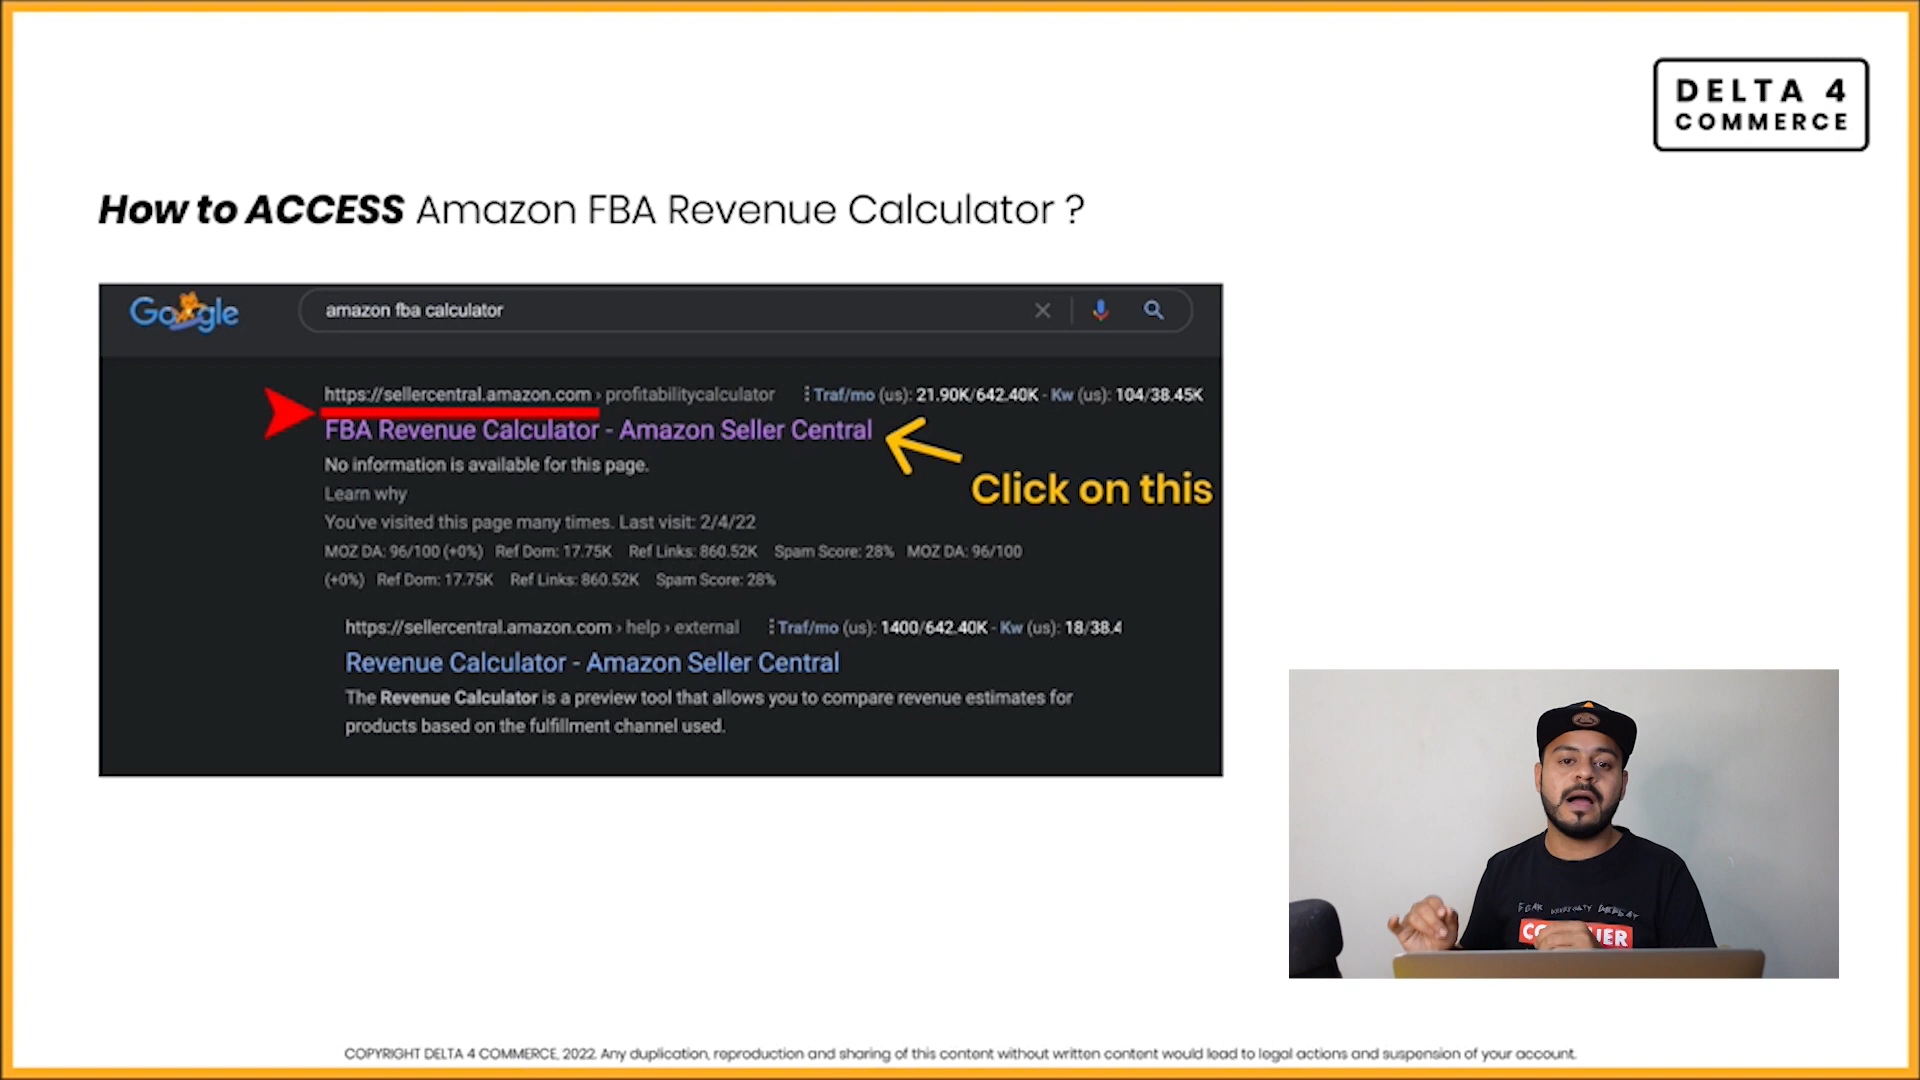 DELTA 4
COMMERCE
How to ACCESS Amazon FBA Revenue Calculator ?
Google
amazon fba calculator
https://sellercentral.amazon.com › profitabilitycalculator Traf/mo (us): 21.90K/642.40K - Kw (us): 104/38.45K
FBA Revenue Calculator - Amazon Seller Central
Click on this
No information is available for this page.
Learn why
You've visited this page many times. Last visit: 2/4/22
MOZ DA: 96/100 (+0%) Ref Dom: 17.75K Ref Links: 860.52K Spam Score: 28% MOZ DA: 96/100
(+0%) Ref Dom: 17.75K Ref Links: 860.52K Spam Score: 28%
https://sellercentral.amazon.com › help › external Traf/mo (us): 1400/642.40K - Kw (us): 18/38.4
Revenue Calculator - Amazon Seller Central
The Revenue Calculator is a preview tool that allows you to compare revenue estimates for
products based on the fulfillment channel used.
FEAR
COPYRIGHT DELTA 4 COMMERCE, 2022. Any duplication, reproduction and sharing of this content without written content would lead to legal actions and suspension of your account.